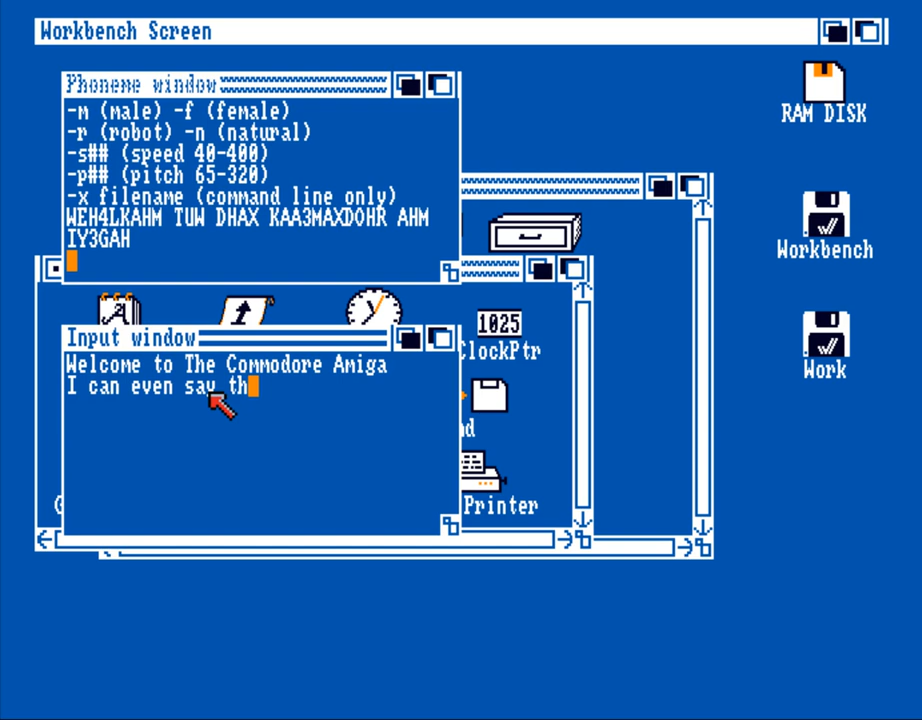 Workbench Screen
Phoneme window
-m (male) -f (female)
-r (robot) -n (natural)
-s## (speed 40-400)
-p## (pitch 65-320)
-x filename (command line only)
WEH4LKAHM TUW DHAX KAA3MAXDOHR AHM
IY3GAH
Input window
Welcome to The Commodore Amiga
I can even say th
1025
ClockPtr
Printer
RAM DISK
Workbench
Work